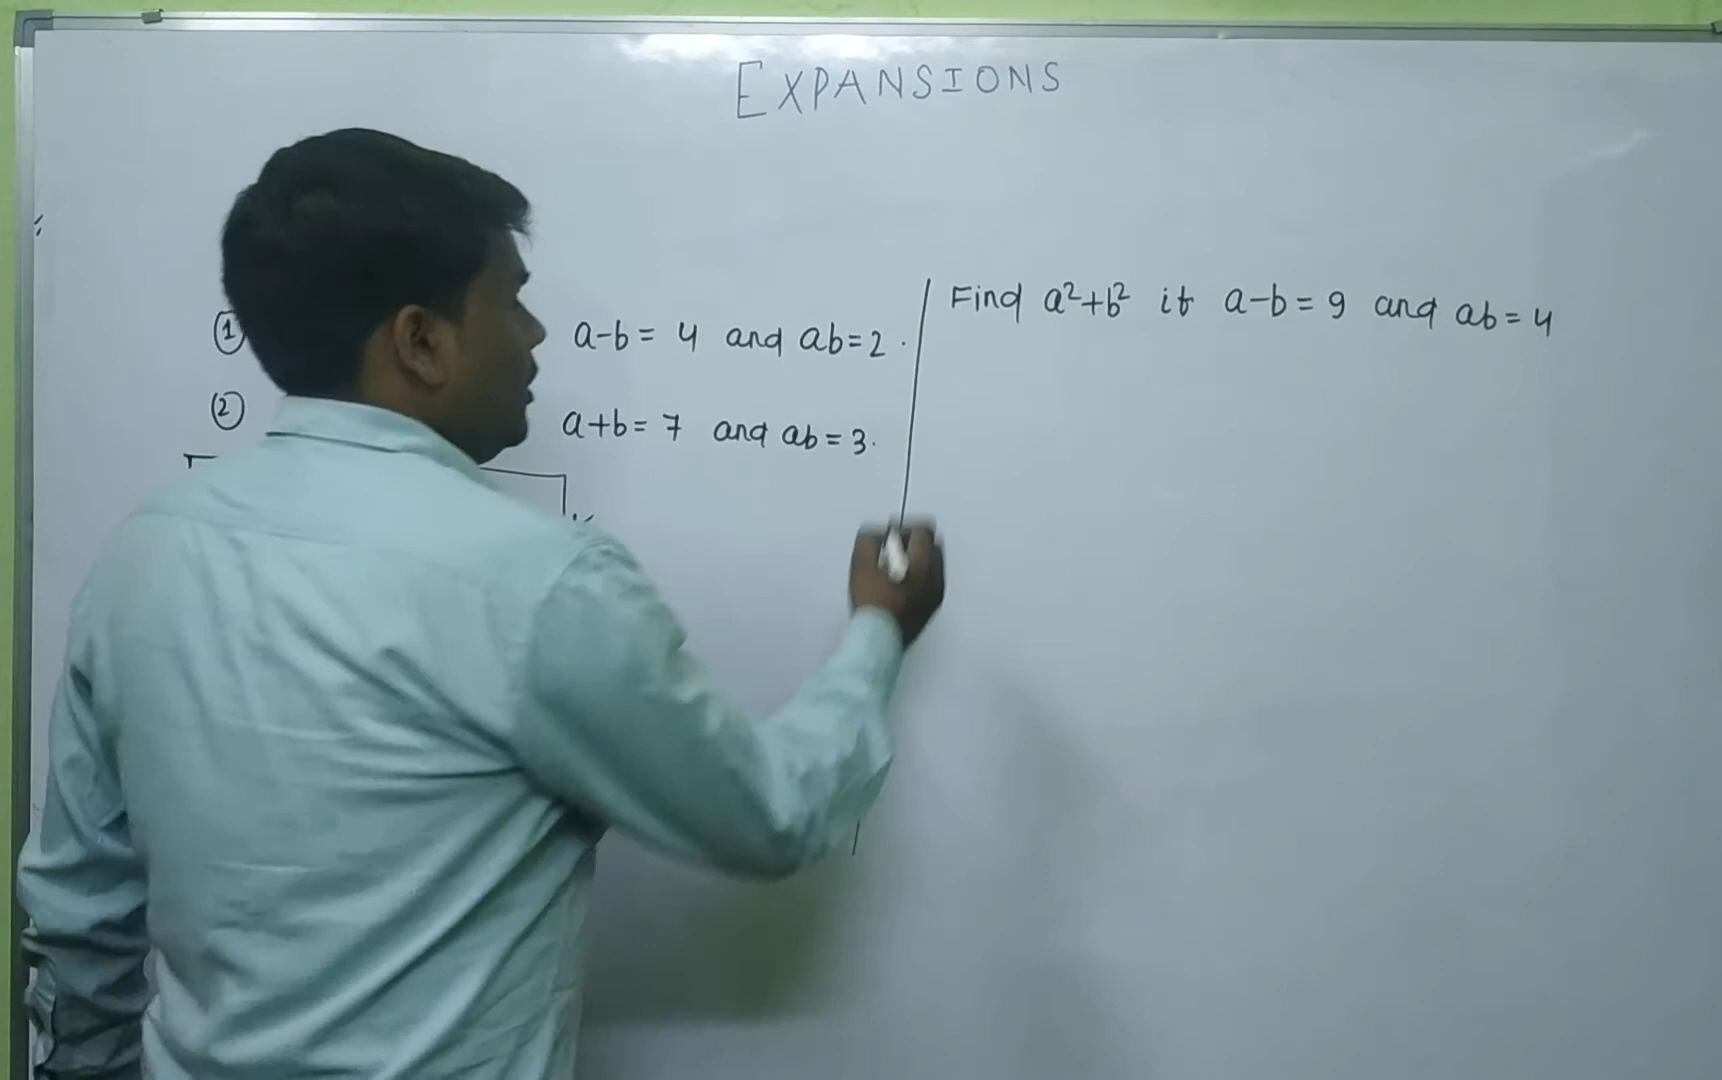 EXPANSIONS
① a-b = 4 and ab=2.
② a+b= 7 and ab = 3.
Find a²+b² if a-b = 9 and ab = 4